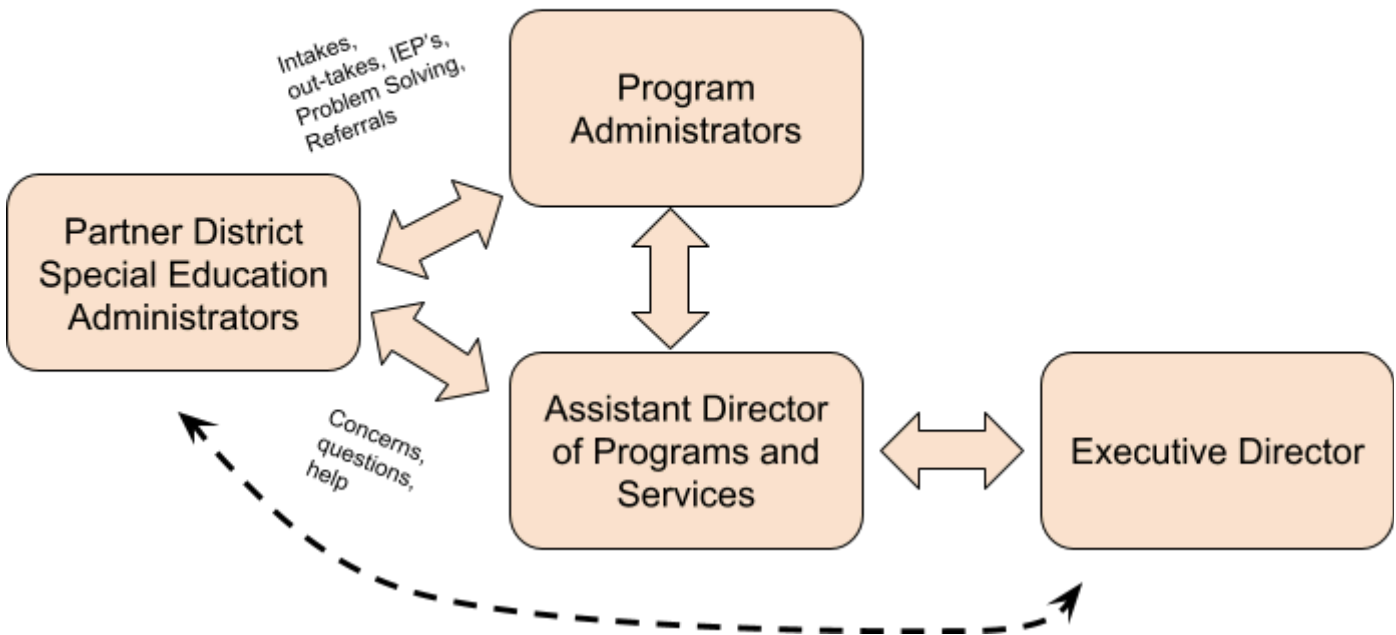 Intakes,
out-takes, IEP's,
Problem Solving,
Referrals
Program
Administrators
Partner District
Special Education
Administrators
Concerns,
questions,
help
Assistant Director
of Programs and
Services
Executive Director